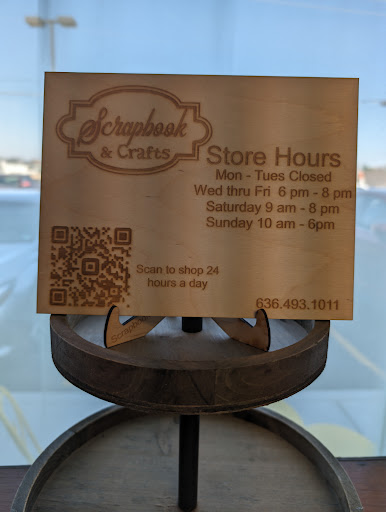 Scrapbook
& Crafts
Store Hours
Mon - Tues Closed
Wed thru Fri 6 pm - 8 pm
Saturday 9 am - 8 pm
Sunday 10 am - 6pm
Scan to shop 24
hours a day
636.493.1011